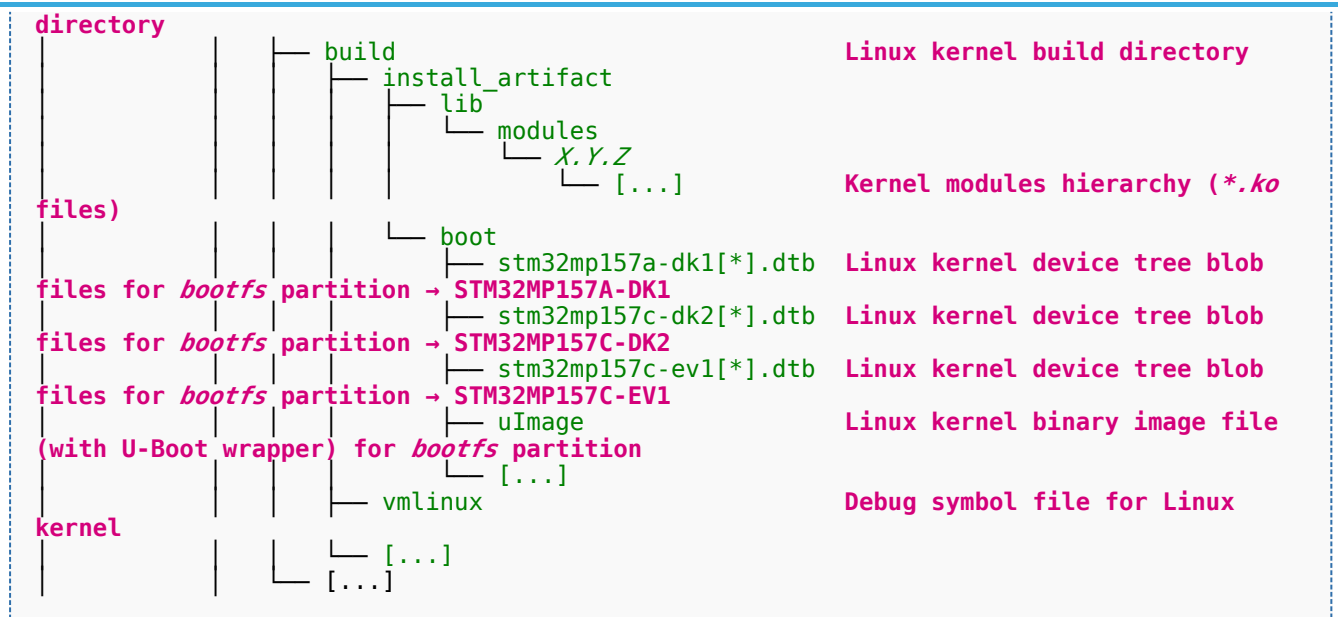 directory
│ │ ├── build Linux kernel build directory
│ │ │ ├── install_artifact
│ │ │ │ ├── lib
│ │ │ │ │ └── modules
│ │ │ │ │ └── X.Y.Z
│ │ │ │ │ └── [...] Kernel modules hierarchy (*.ko
files)
│ │ │ │ └── boot
│ │ │ │ ├── stm32mp157a-dk1[*].dtb Linux kernel device tree blob
files for bootfs partition → STM32MP157A-DK1
│ │ │ │ ├── stm32mp157c-dk2[*].dtb Linux kernel device tree blob
files for bootfs partition → STM32MP157C-DK2
│ │ │ │ ├── stm32mp157c-ev1[*].dtb Linux kernel device tree blob
files for bootfs partition → STM32MP157C-EV1
│ │ │ │ ├── uImage Linux kernel binary image file
(with U-Boot wrapper) for bootfs partition
│ │ │ │ └── [...]
│ │ │ ├── vmlinux Debug symbol file for Linux
kernel
│ │ │ └── [...]
│ │ └── [...]